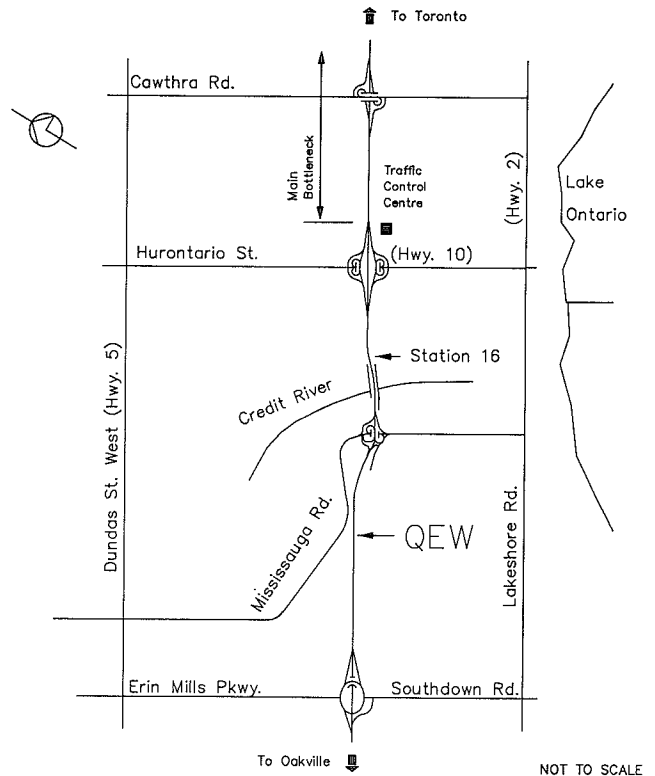 To Toronto
Cawthra Rd.
Main
Bottleneck
Traffic
Control
Centre
(Hwy. 2)
Lake
Ontario
Hurontario St.
(Hwy. 10)
Station 16
Credit River
Dundas St. West (Hwy. 5)
Mississauga Rd.
QEW
Lakeshore Rd.
Erin Mills Pkwy.
Southdown Rd.
To Oakville
NOT TO SCALE